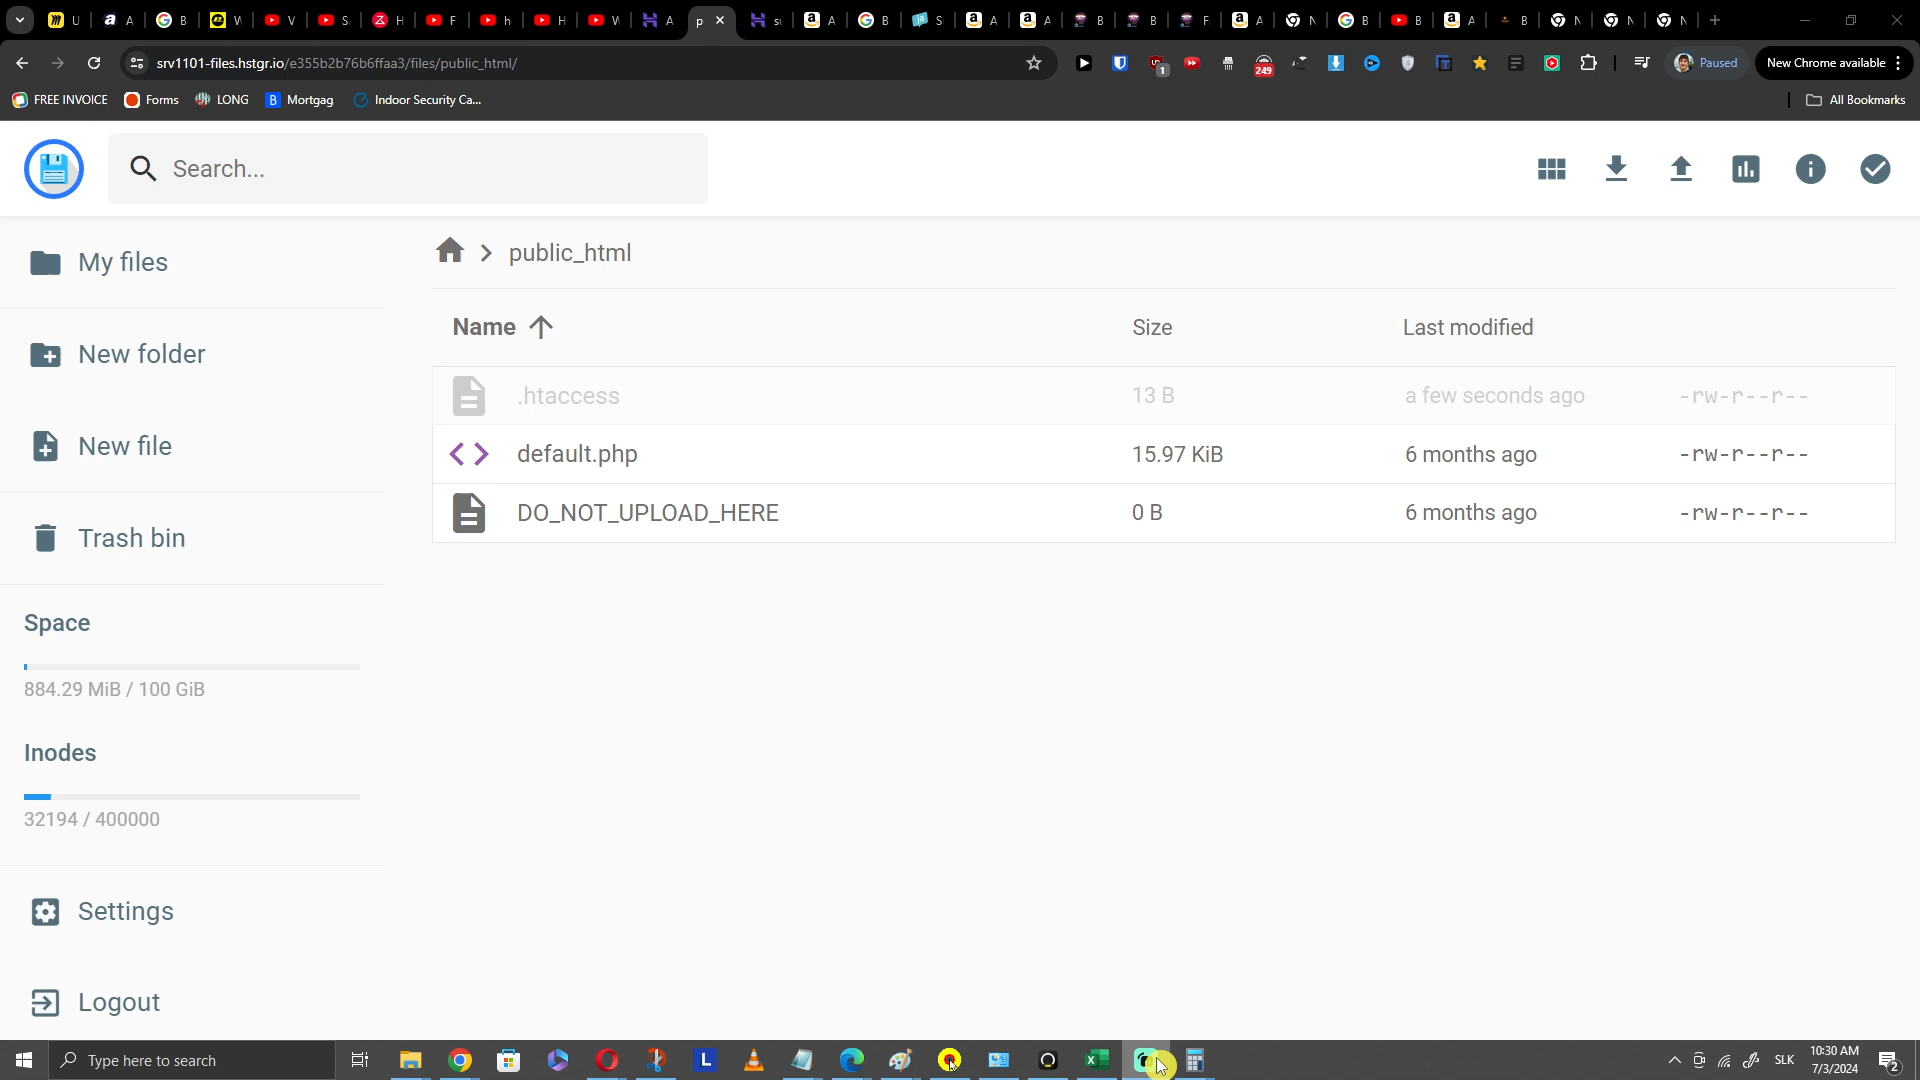 U A G B V V S H F h H V A p su A G B S A A B B F A N G B B A B N N N
srv1101-files.hstgr.io/e355b2b76b6ffaa3/files/public_html/
1
249
Paused
New Chrome available
FREE INVOICE
Forms
LONG
Mortgag
Indoor Security Ca...
All Bookmarks
Search...
My files
New folder
New file
Trash bin
Space
884.29 MiB / 100 GiB
Inodes
32194 / 400000
Settings
Logout
public_html
Name Size Last modified
.htaccess 13 B a few seconds ago -rw-r--r--
default.php 15.97 KiB 6 months ago -rw-r--r--
DO_NOT_UPLOAD_HERE 0 B 6 months ago -rw-r--r--
Type here to search
SLK
10:30 AM
7/3/2024
2